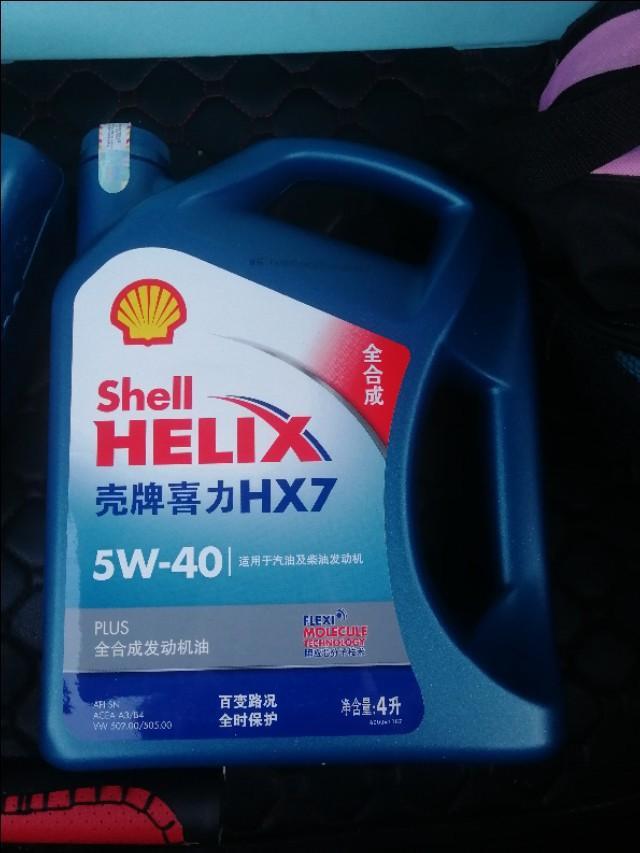 全合成
Shell
HELIX
壳牌喜力HX7
5W-40
适用于汽油及柴油发动机
PLUS
全合成发动机油
FLEXI
MOLECULE
TECHNOLOGY
API SN
ACEA A3/B4
VW 502.00/505.00
百变路况
全时保护
净含量:4升